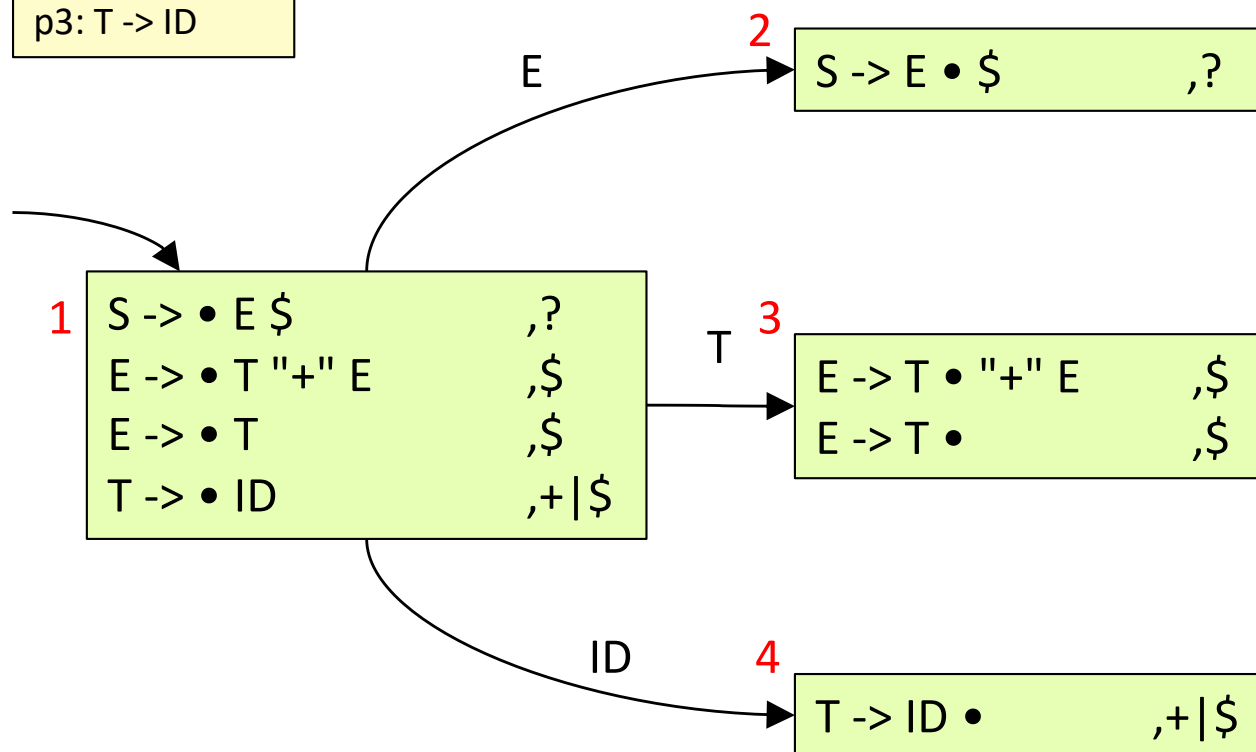 p3: T -> ID
E
2
S -> E • $ ,?
1
S -> • E $ ,?
E -> • T "+" E ,$
E -> • T ,$
T -> • ID ,+|$
T
3
E -> T • "+" E ,$
E -> T • ,$
ID
4
T -> ID • ,+|$